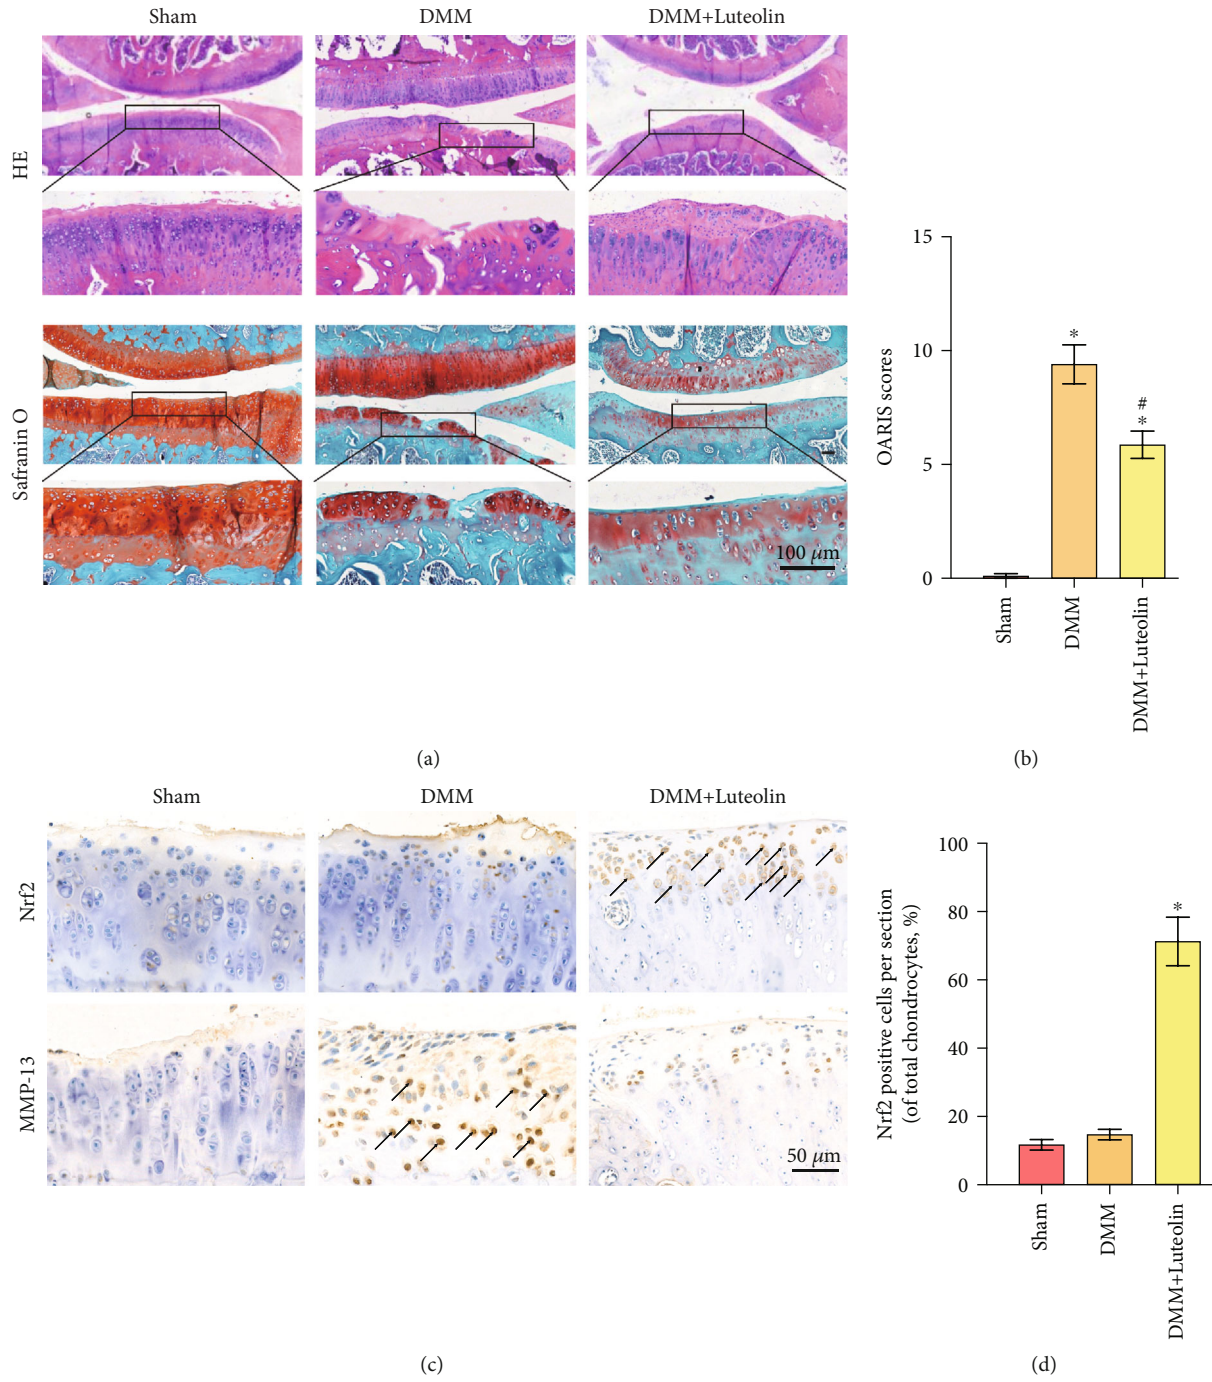 Sham
DMM
DMM+Luteolin
HE
Safranin O
100 μm
(a)
15
10
5
0
OARIS scores
*
#
*
Sham
DMM
DMM+Luteolin
(b)
Sham
DMM
DMM+Luteolin
Nrf2
MMP-13
50 μm
(c)
100
80
60
40
20
0
Nrf2 positive cells per section
(of total chondrocytes, %)
*
Sham
DMM
DMM+Luteolin
(d)